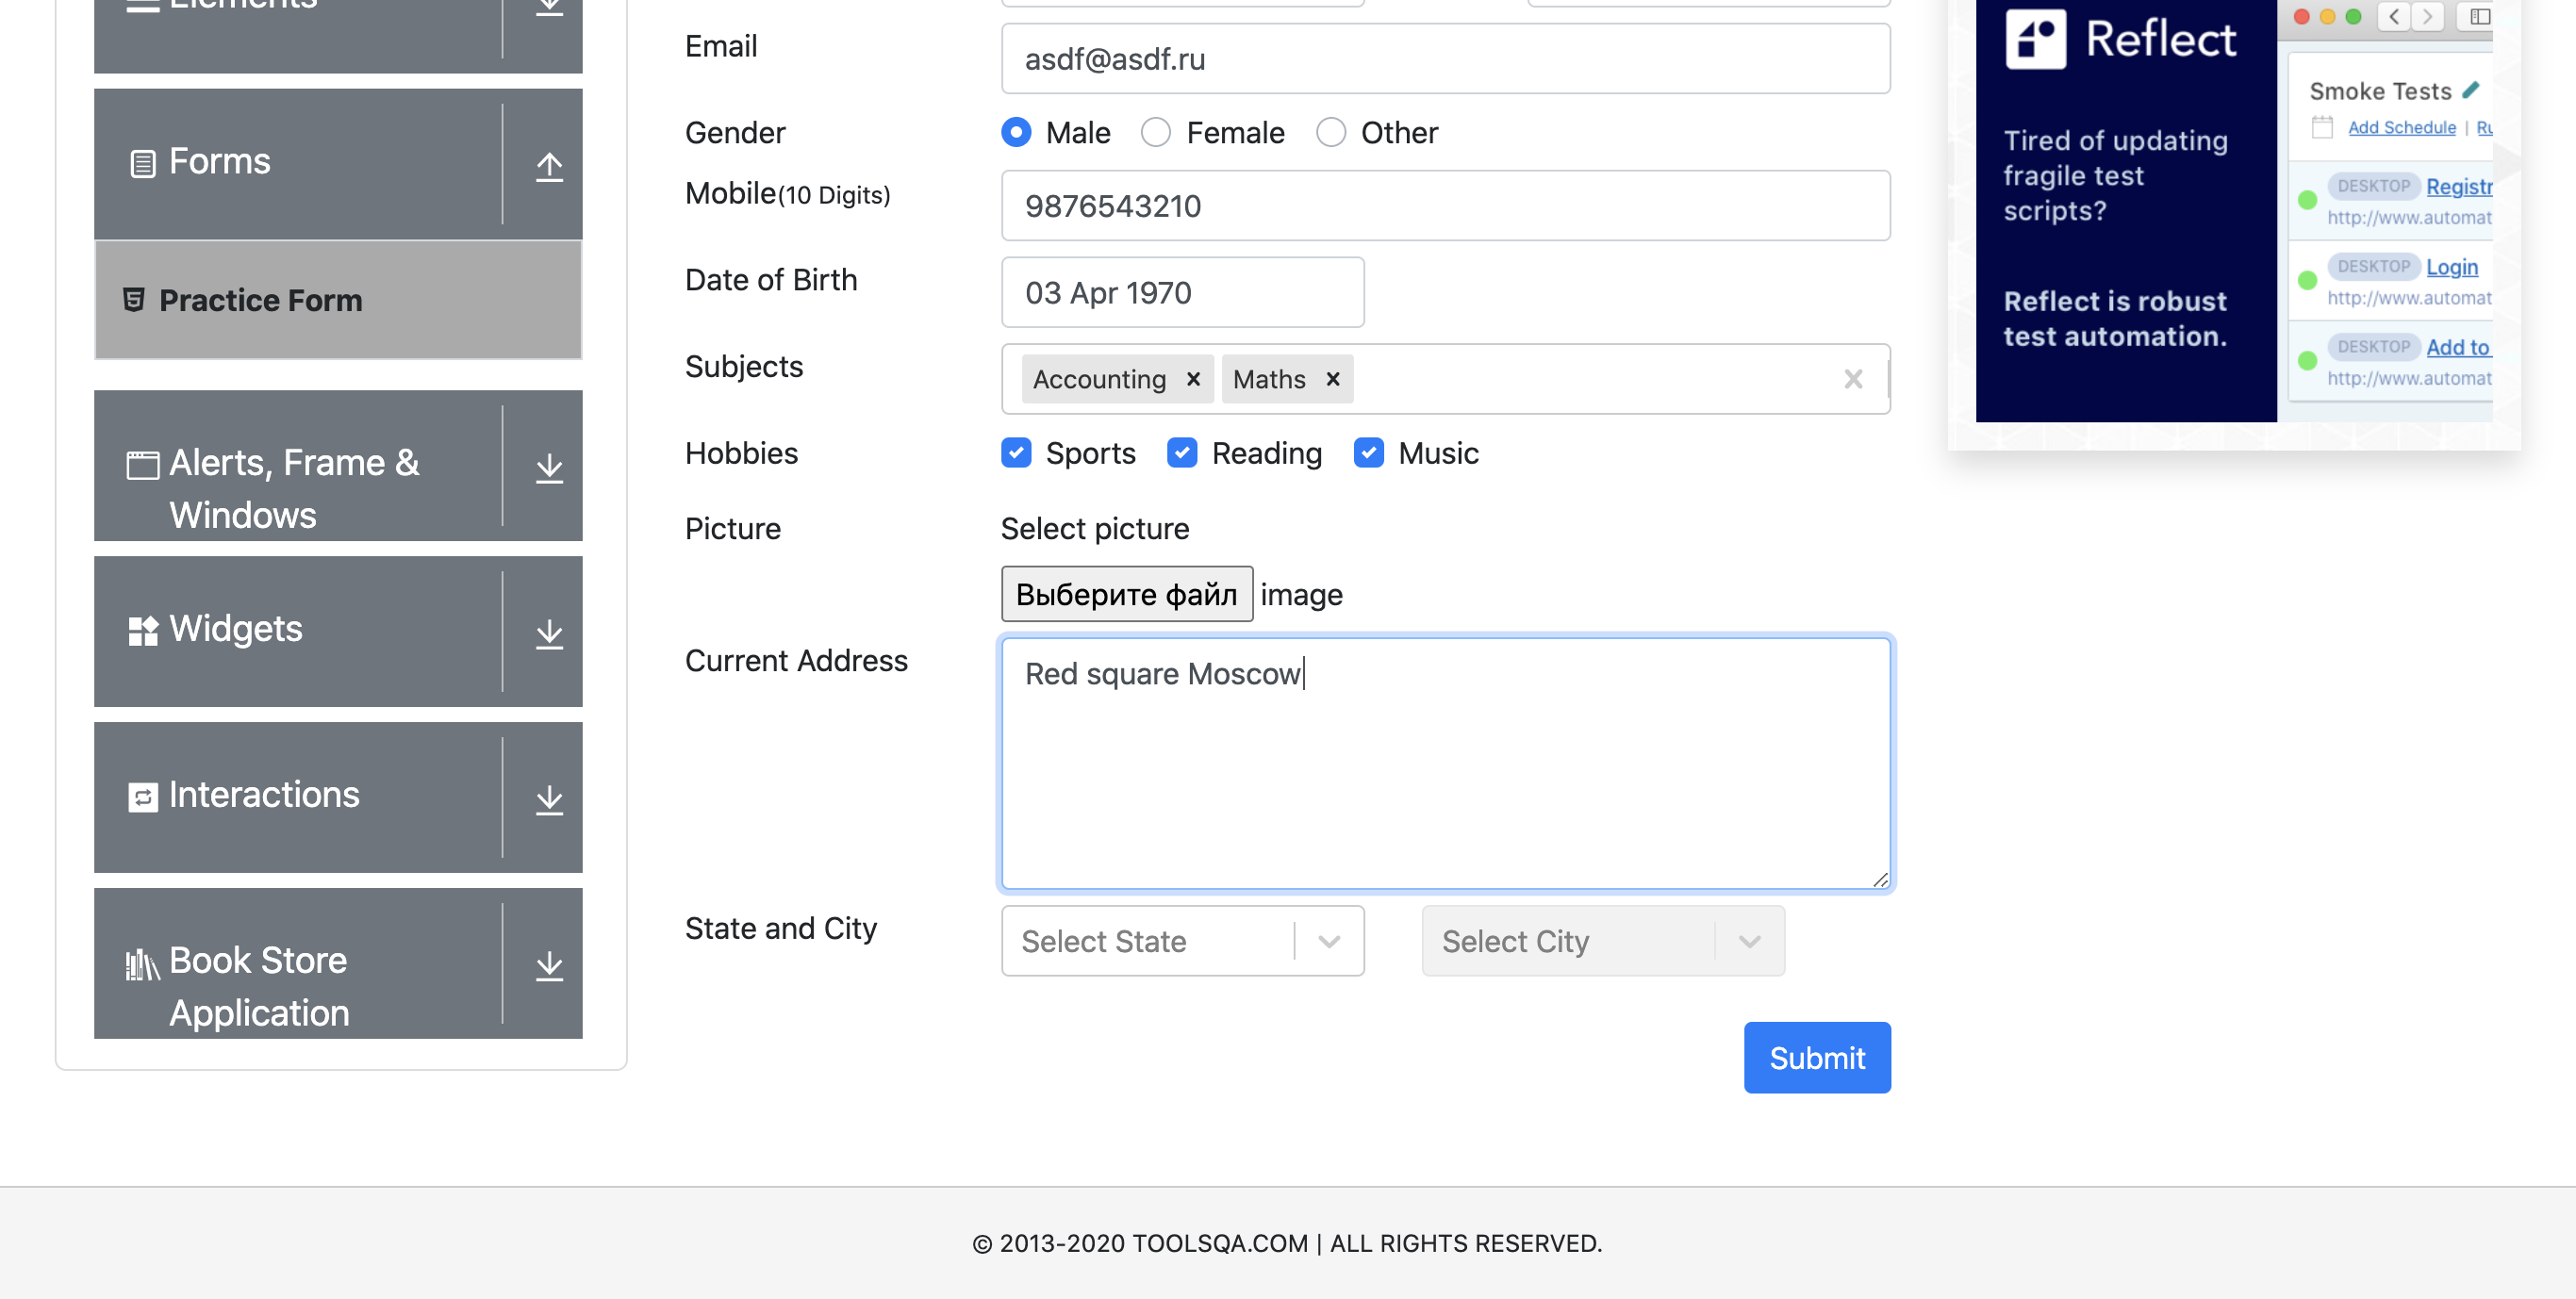 Elements
Forms
Practice Form
Alerts, Frame &
Windows
Widgets
Interactions
Book Store
Application
Email
asdf@asdf.ru
Gender
Male Female Other
Mobile(10 Digits)
9876543210
Date of Birth
03 Apr 1970
Subjects
Accounting × Maths ×
Hobbies
Sports Reading Music
Picture
Select picture
Выберите файл image
Current Address
Red square Moscow
State and City
Select State
Select City
Submit
Reflect
Tired of updating
fragile test
scripts?
Reflect is robust
test automation.
Smoke Tests
Add Schedule |
DESKTOP
http://www.automat
DESKTOP Login
http://www.automat
DESKTOP Add to
http://www.automat
© 2013-2020 TOOLSQA.COM | ALL RIGHTS RESERVED.